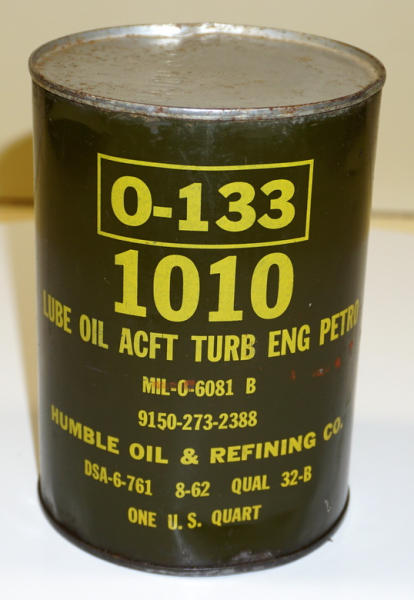 O-133
1010
LUBE OIL ACFT TURB ENG PETRO
MIL-O-6081 B
9150-273-2388
HUMBLE OIL & REFINING CO.
DSA-6-761 8-62 QUAL 32-B
ONE U.S. QUART